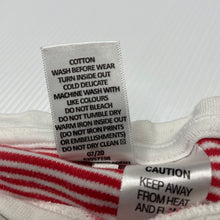 COTTON
WASH BEFORE WEAR
TURN INSIDE OUT
COLD DELICATE
MACHINE WASH WITH
LIKE COLOURS
DO NOT BLEACH
DO NOT TUMBLE DRY
WARM IRON INSIDE OUT
(DO NOT IRON PRINTS
OR EMBELLISHMENTS)
DO NOT DRY CLEAN
CAUTION
KEEP AWAY
FROM HEAT
AND